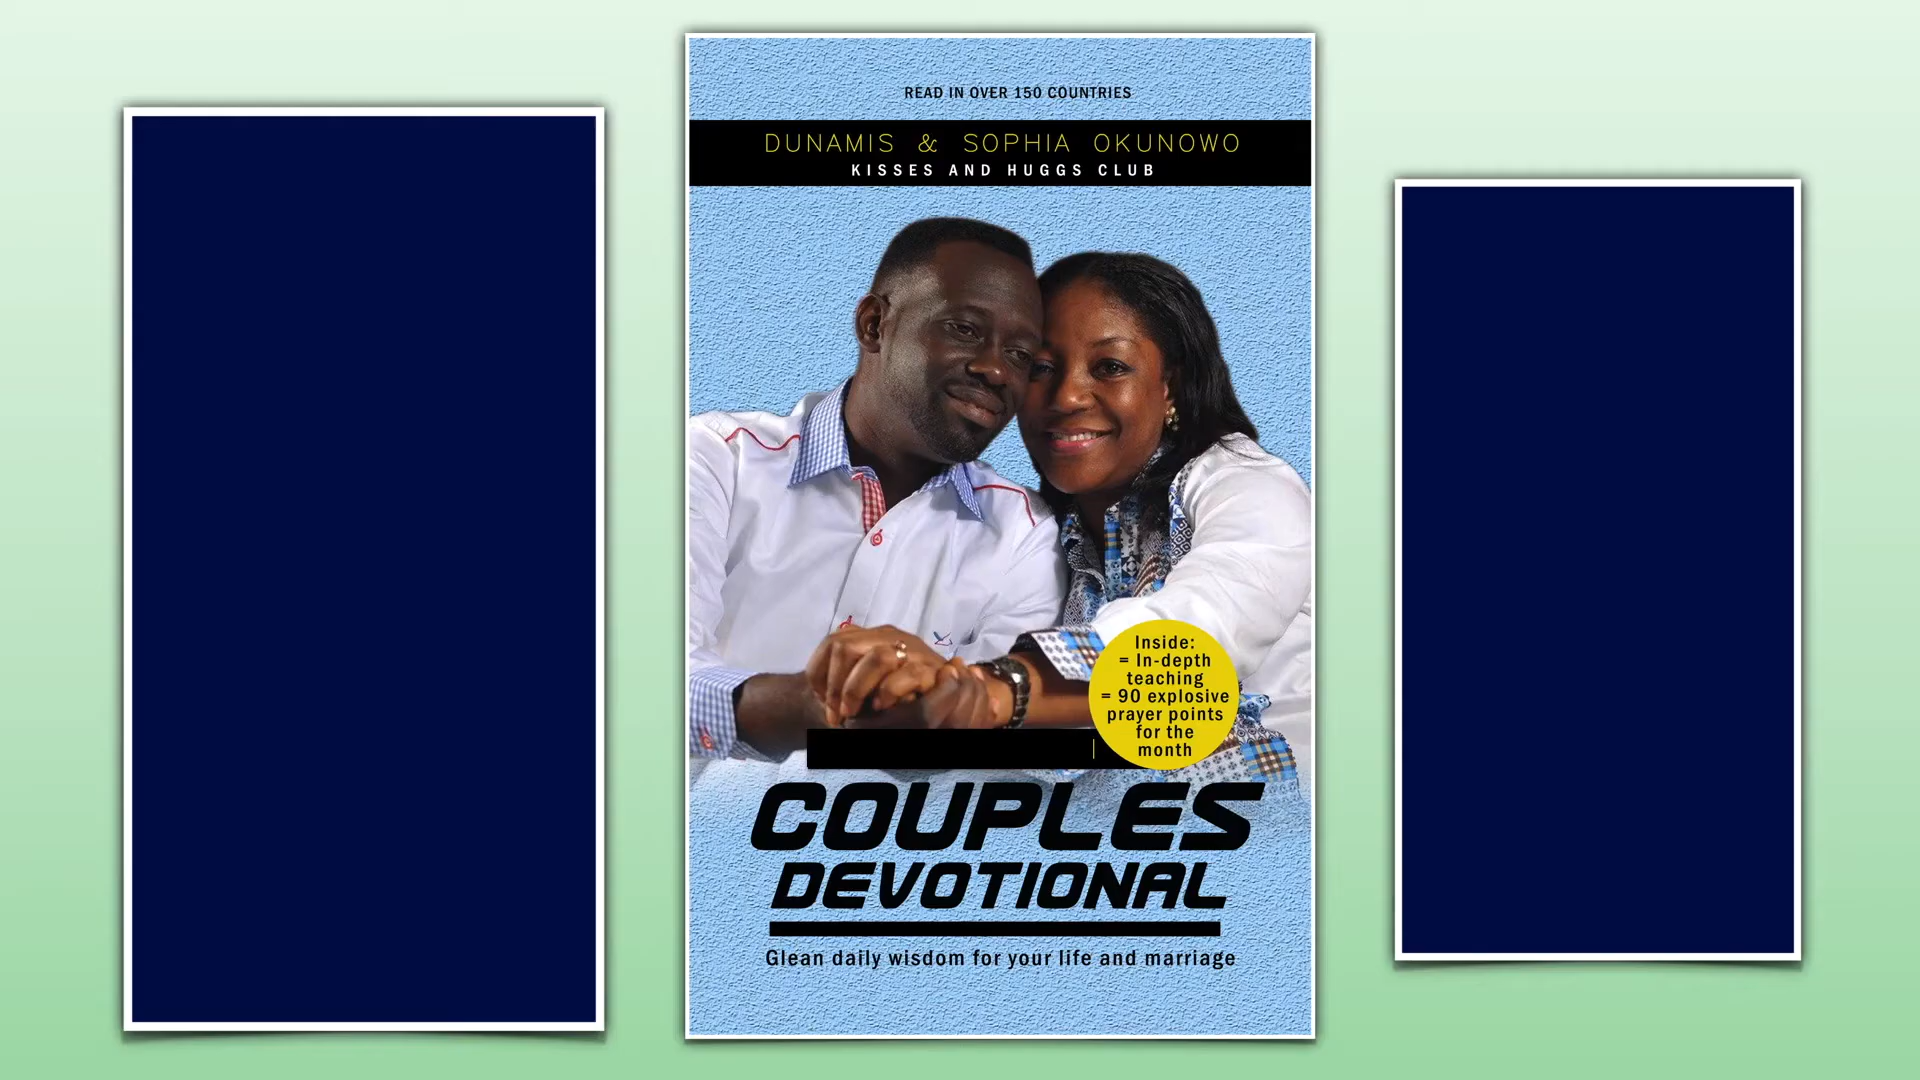 READ IN OVER 150 COUNTRIES
DUNAMIS & SOPHIA OKUNOWO
KISSES AND HUGGS CLUB
Inside:
= In-depth
teaching
= 90 explosive
prayer points
for the
month
COUPLES
DEVOTIONAL
Glean daily wisdom for your life and marriage